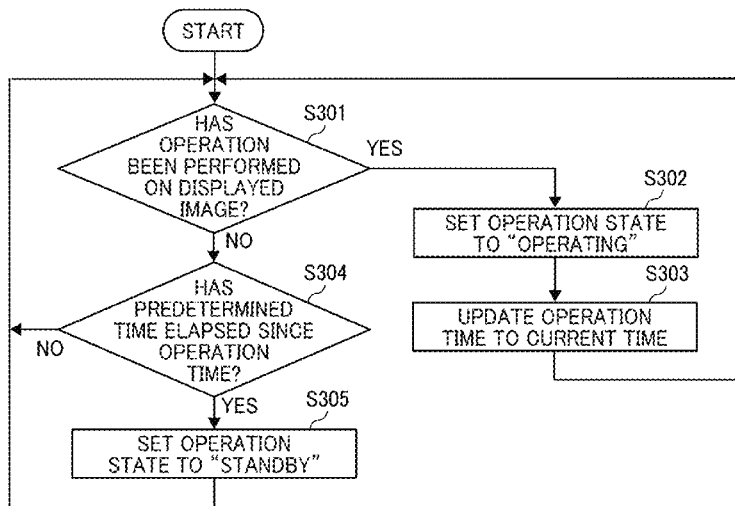 START
S301
HAS
OPERATION
BEEN PERFORMED
ON DISPLAYED
IMAGE?
YES
NO
S302
SET OPERATION STATE
TO “OPERATING”
S303
UPDATE OPERATION
TIME TO CURRENT TIME
S304
HAS
PREDETERMINED
TIME ELAPSED SINCE
OPERATION
TIME?
NO
YES
S305
SET OPERATION
STATE TO “STANDBY”